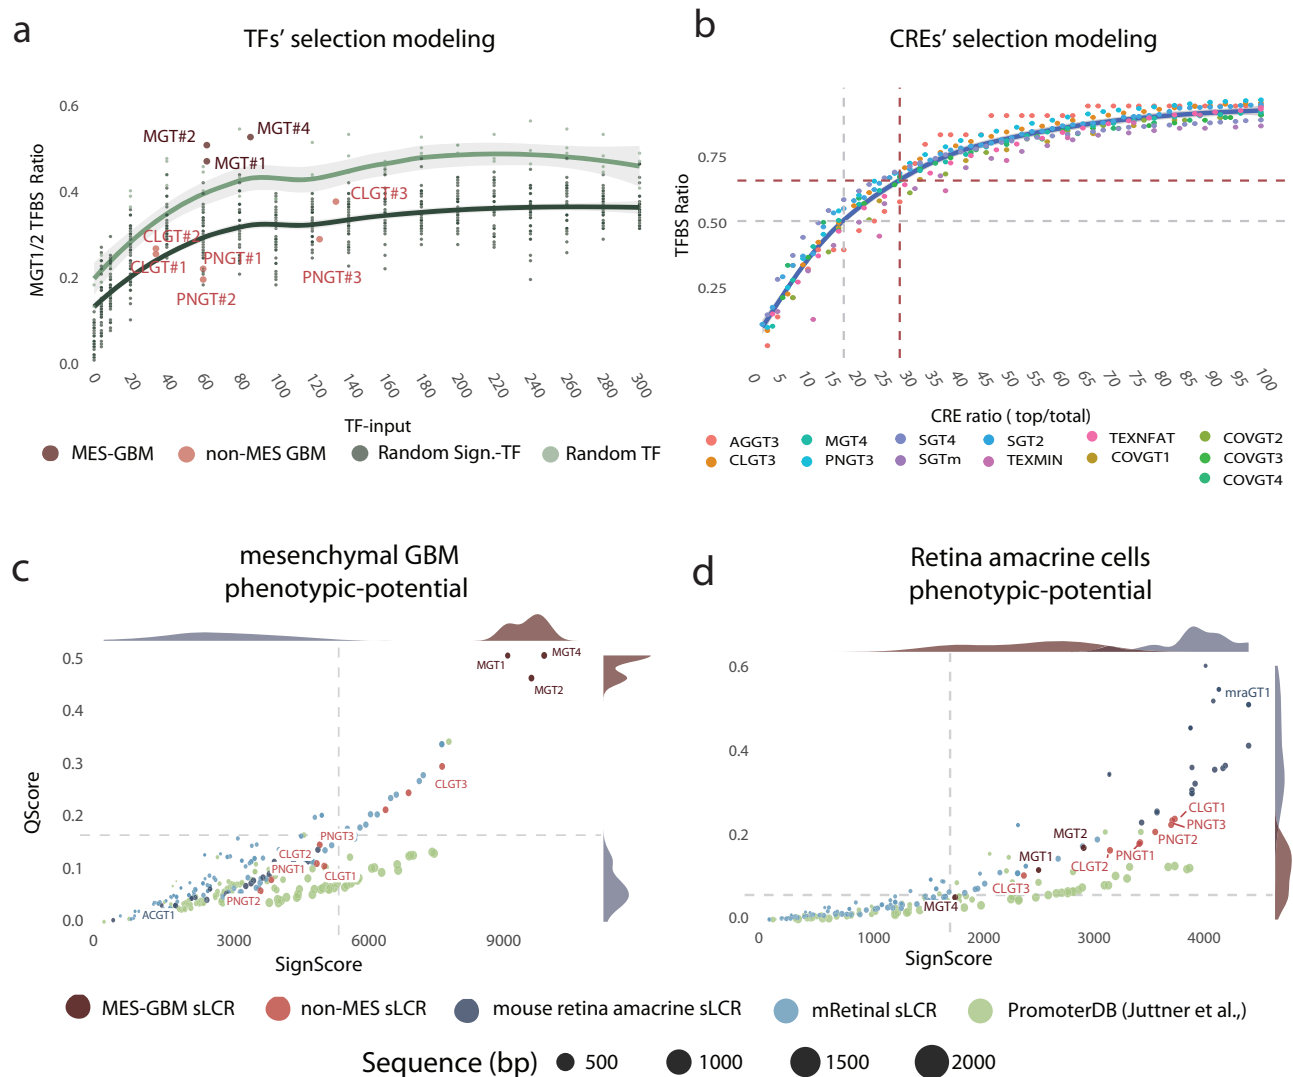 a
TFs' selection modeling
MGT1/2 TFBS Ratio
0.6
0.4
0.2
0.0
MGT#2
MGT#4
MGT#1
CLGT#3
CLGT#2
CLGT#1
PNGT#1
PNGT#3
PNGT#2
0 20 40 60 80 100 120 140 160 180 200 220 240 260 280 300
TF-input
MES-GBM non-MES GBM Random Sign.-TF Random TF
b
CREs' selection modeling
TFBS Ratio
0.75
0.50
0.25
0 5 10 15 20 25 30 35 40 45 50 55 60 65 70 75 80 85 90 95 100
CRE ratio ( top/total)
AGGT3 MGT4 SGT4 SGT2 TEXNFAT COVGT2
CLGT3 PNGT3 SGTm TEXMIN COVGT1 COVGT3
COVGT4
c
mesenchymal GBM
phenotypic-potential
QScore
0.5
0.4
0.3
0.2
0.1
0.0
MGT1
MGT4
MGT2
CLGT3
PNGT3
CLGT2
PNGT1
CLGT1
PNGT2
ACGT1
0 3000 6000 9000
SignScore
d
Retina amacrine cells
phenotypic-potential
0.6
0.4
0.2
0.0
mraGT1
CLGT1
PNGT3
PNGT2
MGT2
PNGT1
MGT1
CLGT2
CLGT3
MGT4
0 1000 2000 3000 4000
SignScore
MES-GBM sLCR non-MES sLCR mouse retina amacrine sLCR mRetinal sLCR PromoterDB (Juttner et al.,)
Sequence (bp) 500 1000 1500 2000